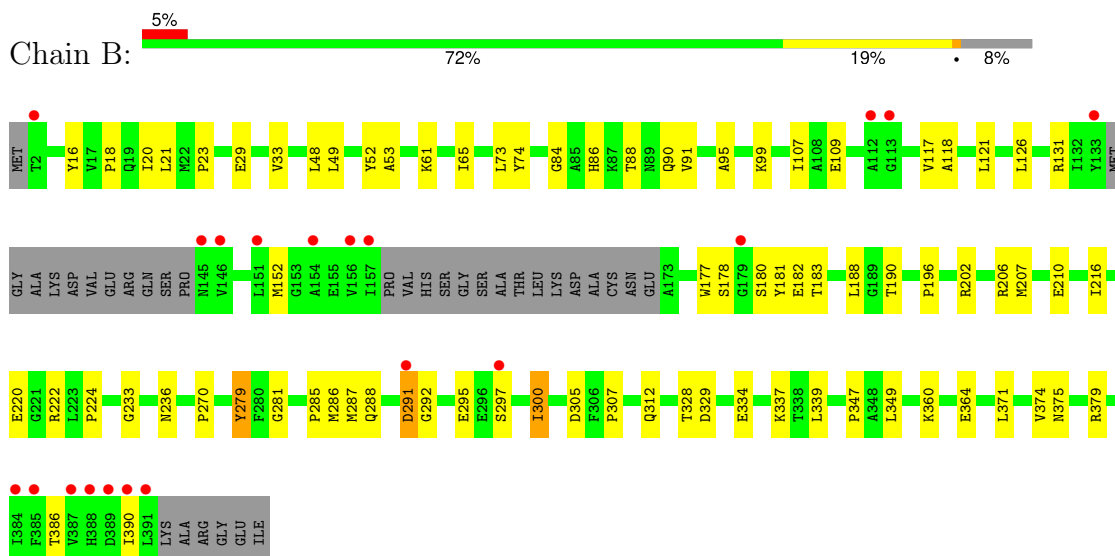 5%
Chain B:
72% 19% • 8%
MET T2 Y16 V17 P18 Q19 I20 L21 M22 P23 E29 V33 L48 L49 Y52 A53 K61 I65 L73 Y74 G84 A85 H86 K87 T88 N89 Q90 V91 A95 K99 I107 A108 E109 A112 G113 V117 A118 L121 L126 R131 I132 Y133 MET
GLY ALA LYS ASP VAL GLU ARG GLN SER PRO N145 V146 L151 M152 G153 A154 E155 V156 I157 PRO VAL HIS SER GLY SER ALA THR LEU LYS ASP ALA CYS ASN GLU A173 W177 S178 G179 S180 Y181 E182 T183 L188 G189 T190 P196 R202 R206 M207 E210 I216
E220 G221 R222 L223 P224 G233 N236 P270 Y279 F280 G281 P285 M286 M287 Q288 D291 G292 E295 E296 S297 I300 D305 F306 P307 Q312 T328 D329 E334 K337 T338 L339 P347 A348 L349 K360 E364 L371 V374 N375 R379
I384 F385 T386 V387 H388 D389 I390 L391 LYS ALA ARG GLY GLU ILE